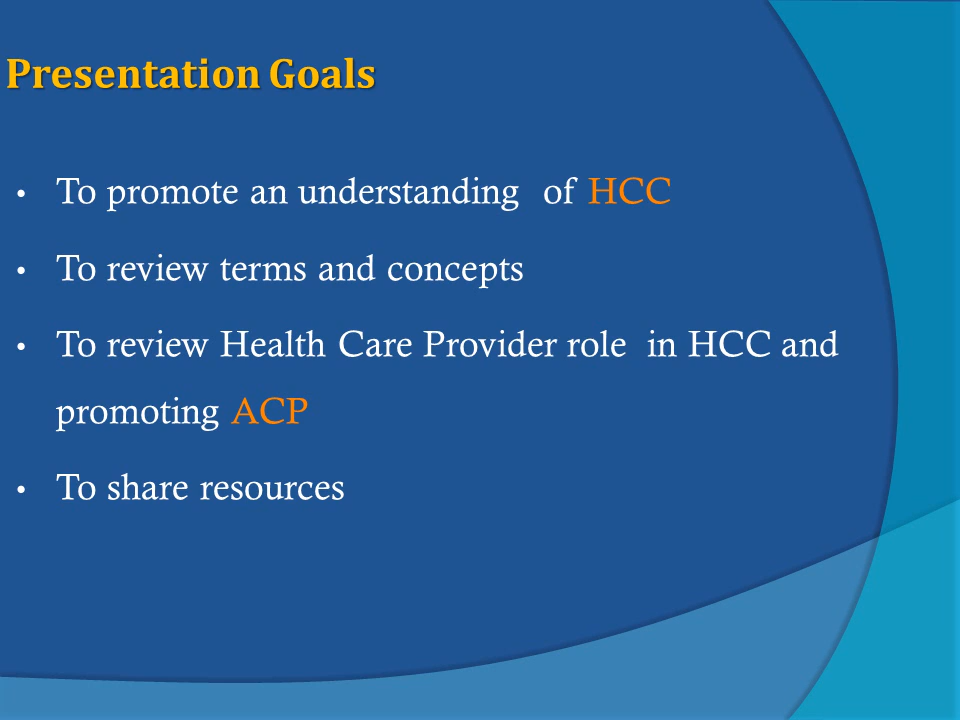 Presentation Goals
• To promote an understanding  of HCC
• To review terms and concepts
• To review Health Care Provider role  in HCC and
promoting ACP
• To share resources